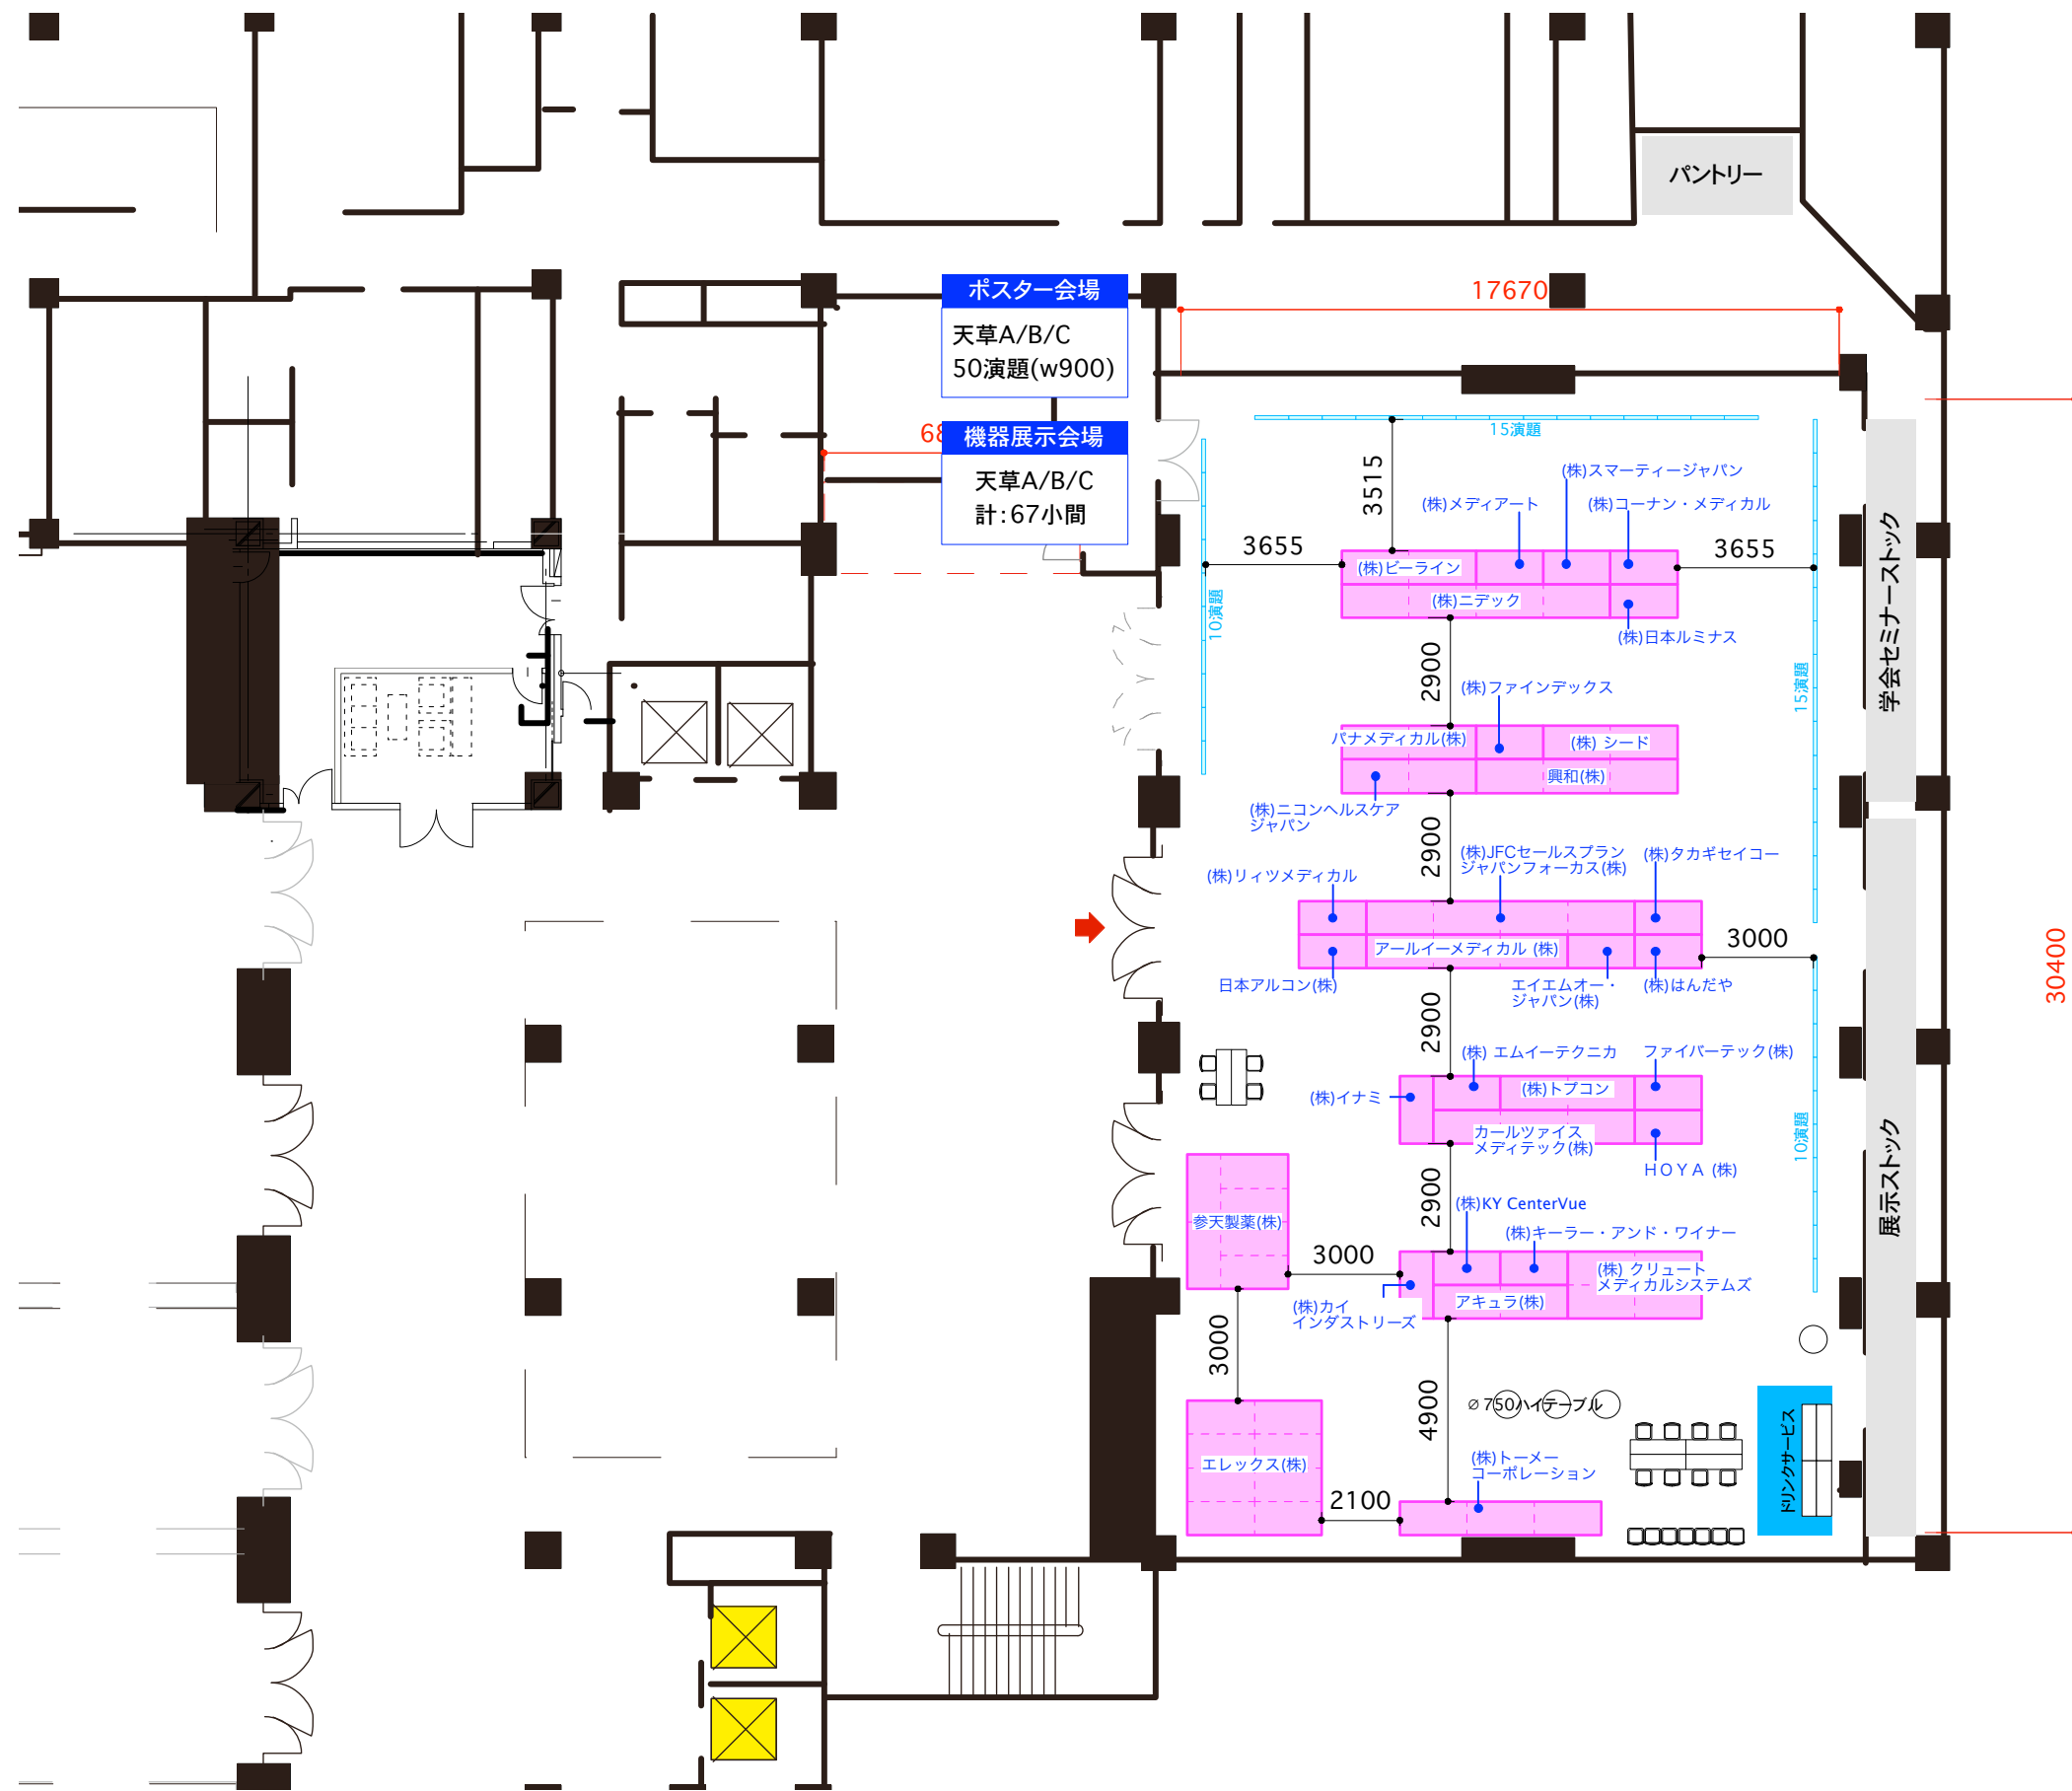 パントリー
ポスター会場
天草A/B/C
50演題(w900)
17670
機器展示会場
天草A/B/C
計:67小間
68
15演題
3515
(株)スマーティージャパン
(株)メディアート
(株)コーナン・メディカル
3655
3655
(株)ビーライン
(株)ニデック
(株)日本ルミナス
10演題
学会セミナーストック
2900
(株)ファインデックス
15演題
パナメディカル(株)
(株) シード
興和(株)
(株)ニコンヘルスケア
ジャパン
2900
(株)JFCセールスプラン
ジャパンフォーカス(株)
(株)タカギセイコー
(株)リィツメディカル
アールイーメディカル (株)
3000
30400
日本アルコン(株)
エイエムオー・
ジャパン(株)
(株)はんだや
2900
(株) エムイーテクニカ
ファイバーテック(株)
(株)イナミ
(株)トプコン
10演題
カールツァイス
メディテック(株)
HOYA (株)
展示ストック
2900
(株)KY CenterVue
参天製薬(株)
(株)キーラー・アンド・ワイナー
3000
(株) クリュート
メディカルシステムズ
(株)カイ
インダストリーズ
アキュラ(株)
3000
4900
⌀750ハイテーブル
ドリンクサービス
エレックス(株)
(株)トーメー
コーポレーション
2100